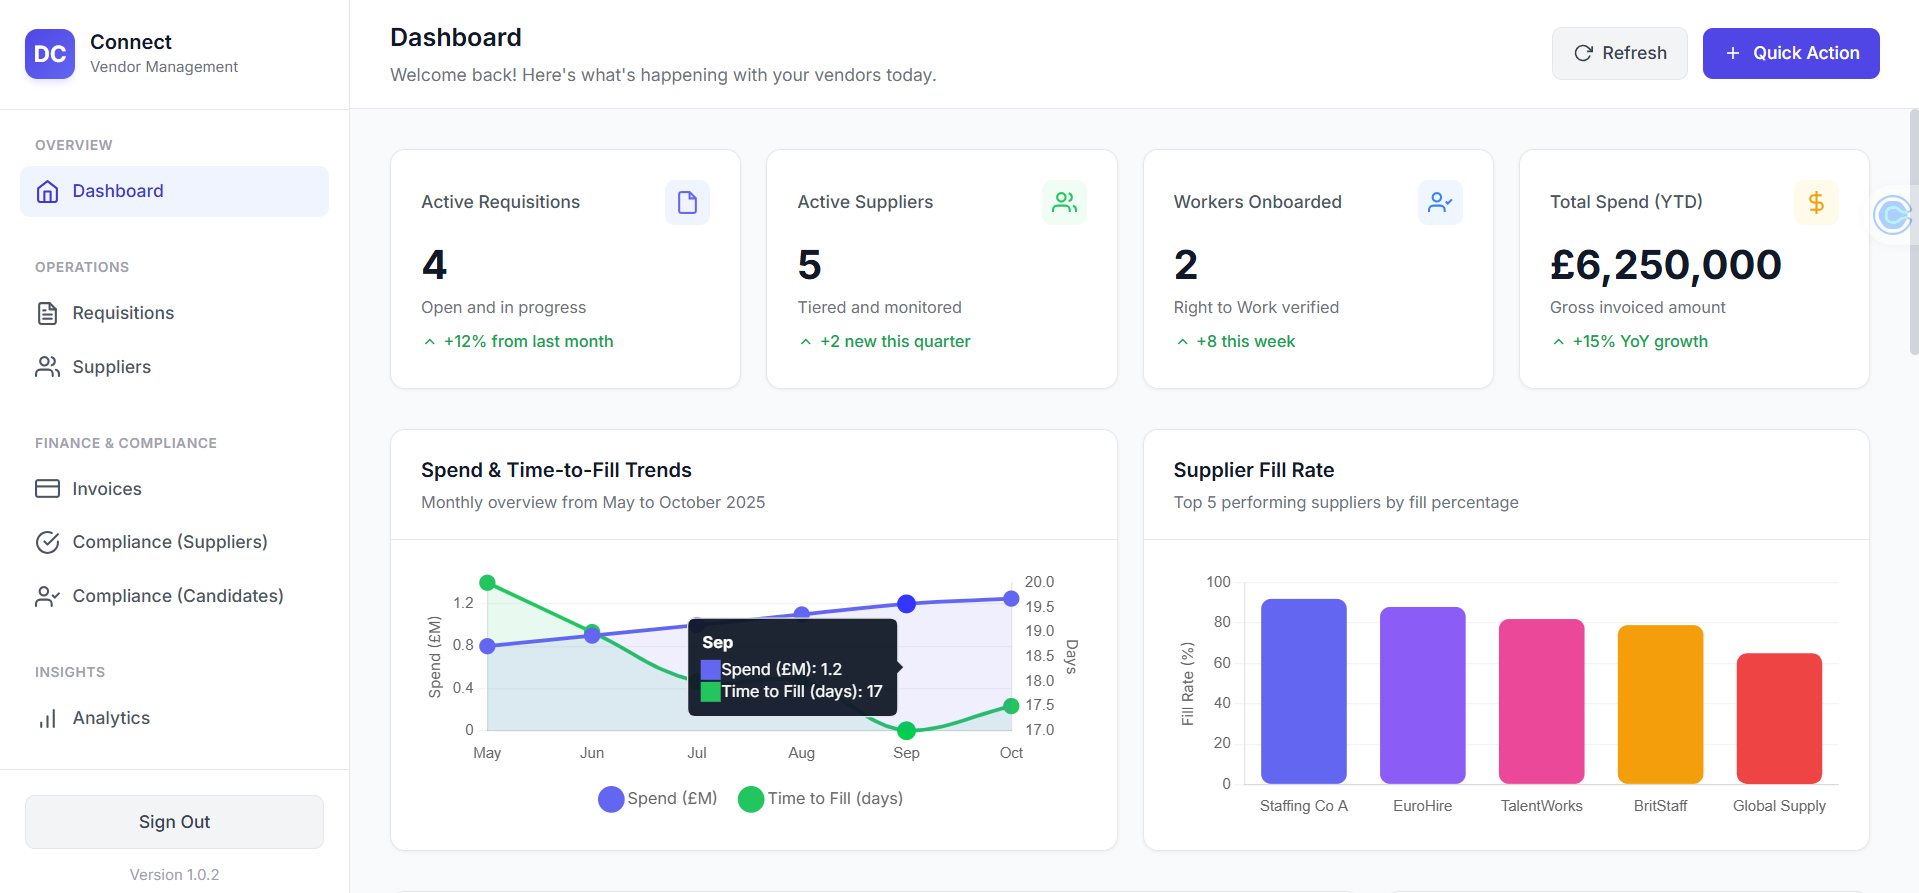 DC
Connect
Vendor Management
OVERVIEW
Dashboard
OPERATIONS
Requisitions
Suppliers
FINANCE & COMPLIANCE
Invoices
Compliance (Suppliers)
Compliance (Candidates)
INSIGHTS
Analytics
Sign Out
Version 1.0.2
Dashboard
Welcome back! Here's what's happening with your vendors today.
Refresh
+ Quick Action
Active Requisitions
4
Open and in progress
+12% from last month
Active Suppliers
5
Tiered and monitored
+2 new this quarter
Workers Onboarded
2
Right to Work verified
+8 this week
Total Spend (YTD)
$
£6,250,000
Gross invoiced amount
+15% YoY growth
Spend & Time-to-Fill Trends
Monthly overview from May to October 2025
Spend (£M)
1.2
0.8
0.4
0
20.0
19.5
19.0
18.5
18.0
17.5
17.0
Days
Sep
Spend (£M): 1.2
Time to Fill (days): 17
May Jun Jul Aug Sep Oct
Spend (£M) Time to Fill (days)
Supplier Fill Rate
Top 5 performing suppliers by fill percentage
Fill Rate (%)
100
80
60
40
20
0
Staffing Co A EuroHire TalentWorks BritStaff Global Supply